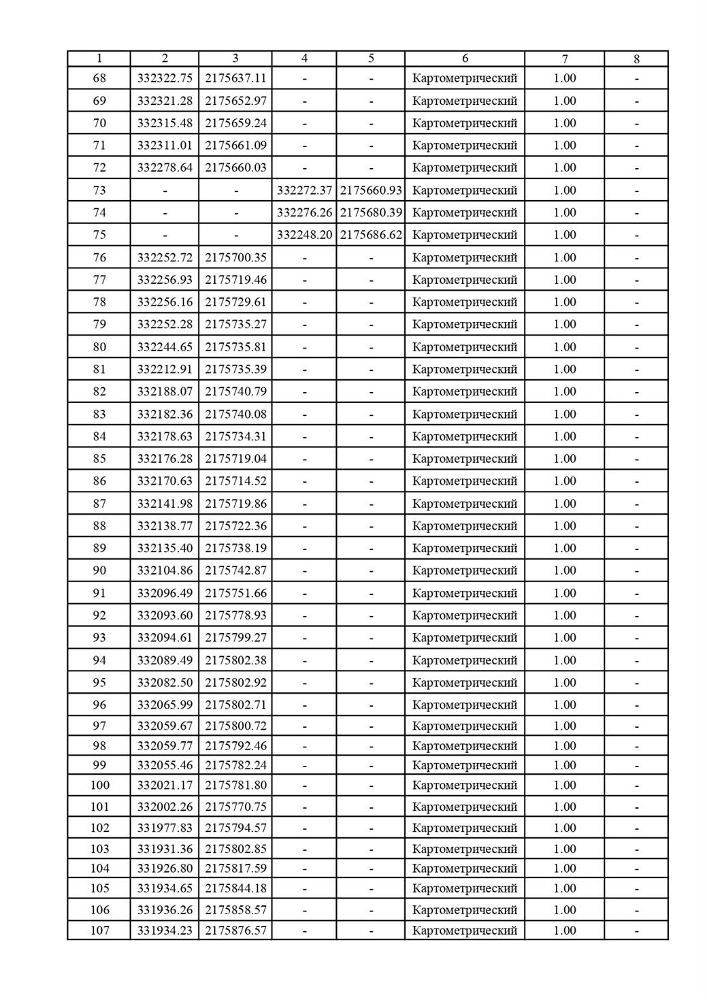 1 2 3 4 5 6 7 8
68 332322.75 2175637.11 - - Картометрический 1.00 -
69 332321.28 2175652.97 - - Картометрический 1.00 -
70 332315.48 2175659.24 - - Картометрический 1.00 -
71 332311.01 2175661.09 - - Картометрический 1.00 -
72 332278.64 2175660.03 - - Картометрический 1.00 -
73 - - 332272.37 2175660.93 Картометрический 1.00 -
74 - - 332276.26 2175680.39 Картометрический 1.00 -
75 - - 332248.20 2175686.62 Картометрический 1.00 -
76 332252.72 2175700.35 - - Картометрический 1.00 -
77 332256.93 2175719.46 - - Картометрический 1.00 -
78 332256.16 2175729.61 - - Картометрический 1.00 -
79 332252.28 2175735.27 - - Картометрический 1.00 -
80 332244.65 2175735.81 - - Картометрический 1.00 -
81 332212.91 2175735.39 - - Картометрический 1.00 -
82 332188.07 2175740.79 - - Картометрический 1.00 -
83 332182.36 2175740.08 - - Картометрический 1.00 -
84 332178.63 2175734.31 - - Картометрический 1.00 -
85 332176.28 2175719.04 - - Картометрический 1.00 -
86 332170.63 2175714.52 - - Картометрический 1.00 -
87 332141.98 2175719.86 - - Картометрический 1.00 -
88 332138.77 2175722.36 - - Картометрический 1.00 -
89 332135.40 2175738.19 - - Картометрический 1.00 -
90 332104.86 2175742.87 - - Картометрический 1.00 -
91 332096.49 2175751.66 - - Картометрический 1.00 -
92 332093.60 2175778.93 - - Картометрический 1.00 -
93 332094.61 2175799.27 - - Картометрический 1.00 -
94 332089.49 2175802.38 - - Картометрический 1.00 -
95 332082.50 2175802.92 - - Картометрический 1.00 -
96 332065.99 2175802.71 - - Картометрический 1.00 -
97 332059.67 2175800.72 - - Картометрический 1.00 -
98 332059.77 2175792.46 - - Картометрический 1.00 -
99 332055.46 2175782.24 - - Картометрический 1.00 -
100 332021.17 2175781.80 - - Картометрический 1.00 -
101 332002.26 2175770.75 - - Картометрический 1.00 -
102 331977.83 2175794.57 - - Картометрический 1.00 -
103 331931.36 2175802.85 - - Картометрический 1.00 -
104 331926.80 2175817.59 - - Картометрический 1.00 -
105 331934.65 2175844.18 - - Картометрический 1.00 -
106 331936.26 2175858.57 - - Картометрический 1.00 -
107 331934.23 2175876.57 - - Картометрический 1.00 -